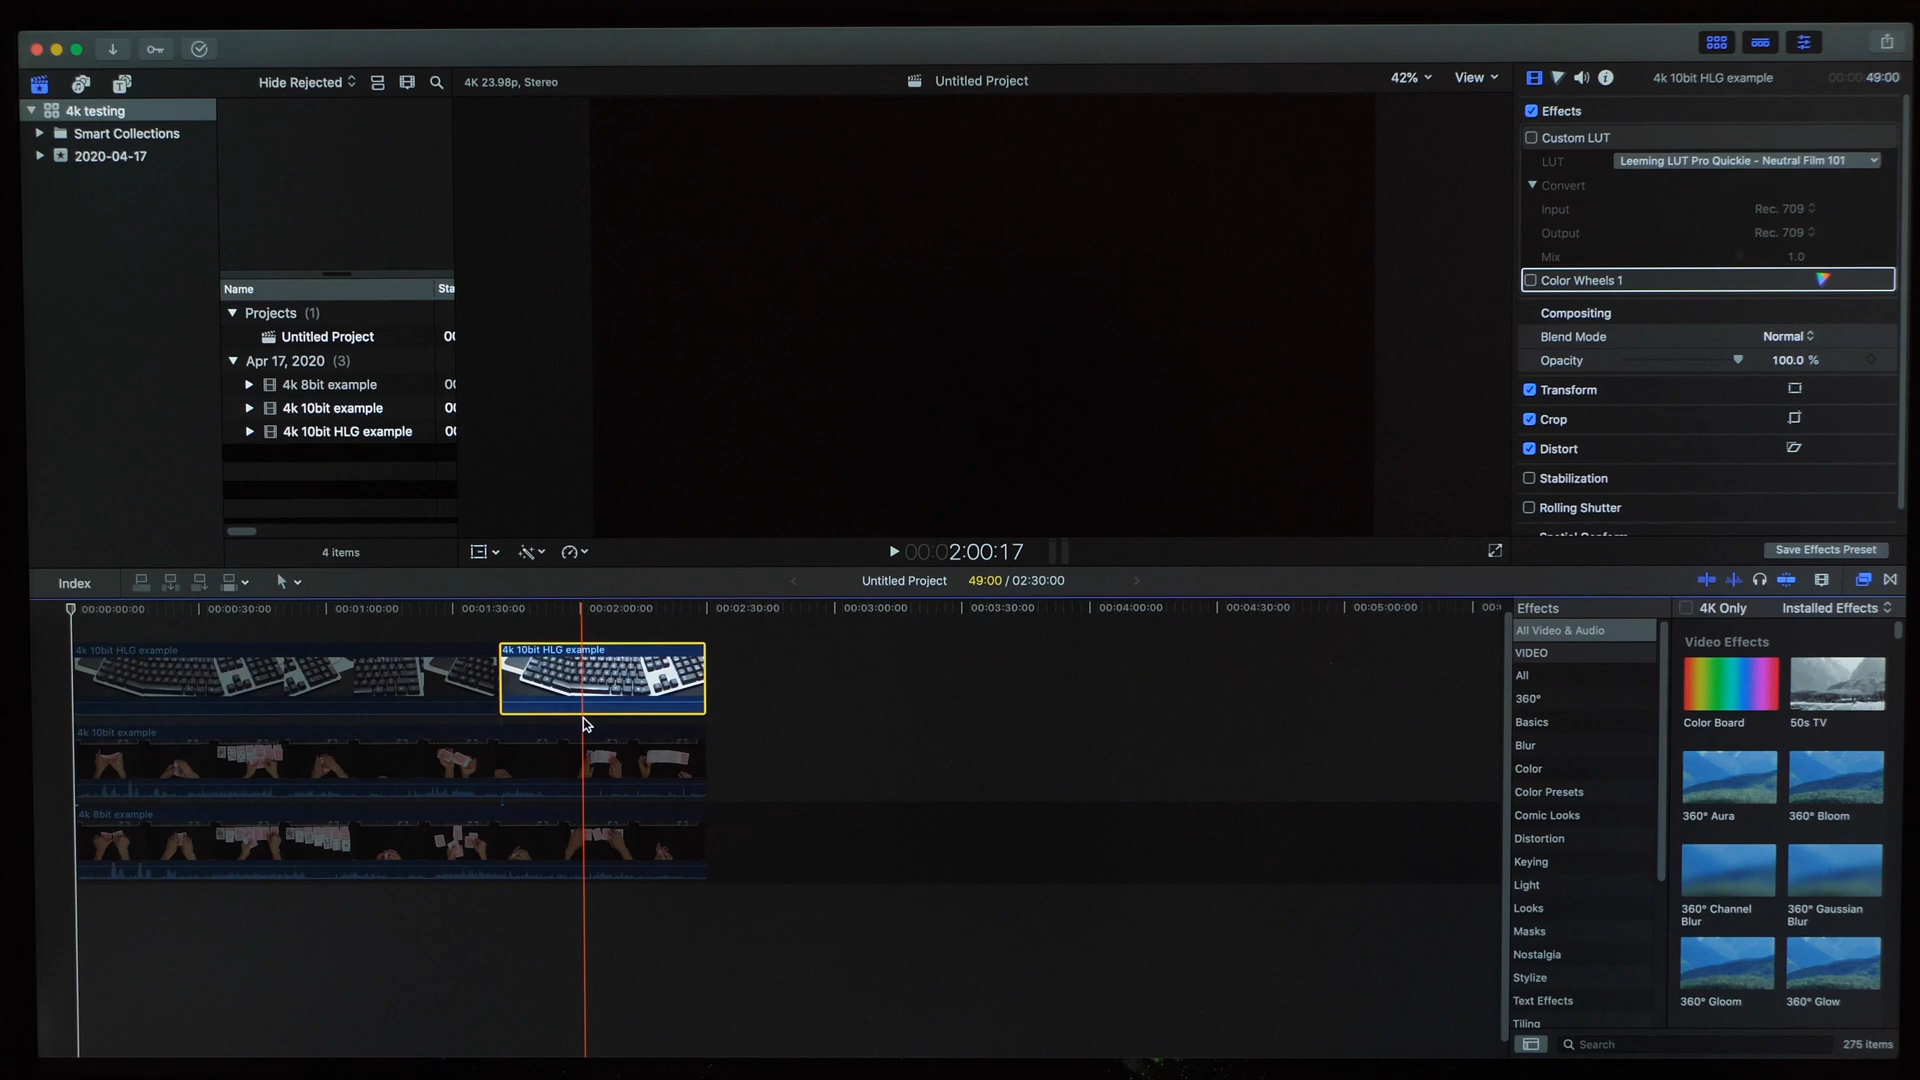 Hide Rejected
4K 23.98p, Stereo
Untitled Project
42%
View
4k 10bit HLG example
00:00:49:00
4k testing
Smart Collections
2020-04-17
Name
Sta
Projects (1)
Untitled Project
00
Apr 17, 2020 (3)
4k 8bit example
00
4k 10bit example
00
4k 10bit HLG example
00
4 items
00:02:00:17
Effects
Custom LUT
LUT
Leeming LUT Pro Quickie - Neutral Film 101
Convert
Input
Rec. 709
Output
Rec. 709
Mix
1.0
Color Wheels 1
Compositing
Blend Mode
Normal
Opacity
100.0 %
Transform
Crop
Distort
Stabilization
Rolling Shutter
Save Effects Preset
Index
Untitled Project
49:00 / 02:30:00
00:00:00:00
00:00:30:00
00:01:00:00
00:01:30:00
00:02:00:00
00:02:30:00
00:03:00:00
00:03:30:00
00:04:00:00
00:04:30:00
00:05:00:00
4k 10bit HLG example
4k 10bit HLG example
4k 10bit example
4k 8bit example
Effects
4K Only
Installed Effects
All Video & Audio
VIDEO
All
360°
Basics
Blur
Color
Color Presets
Comic Looks
Distortion
Keying
Light
Looks
Masks
Nostalgia
Stylize
Text Effects
Tiling
Video Effects
Color Board
50s TV
360° Aura
360° Bloom
360° Channel
Blur
360° Gaussian
Blur
360° Gloom
360° Glow
Search
275 items